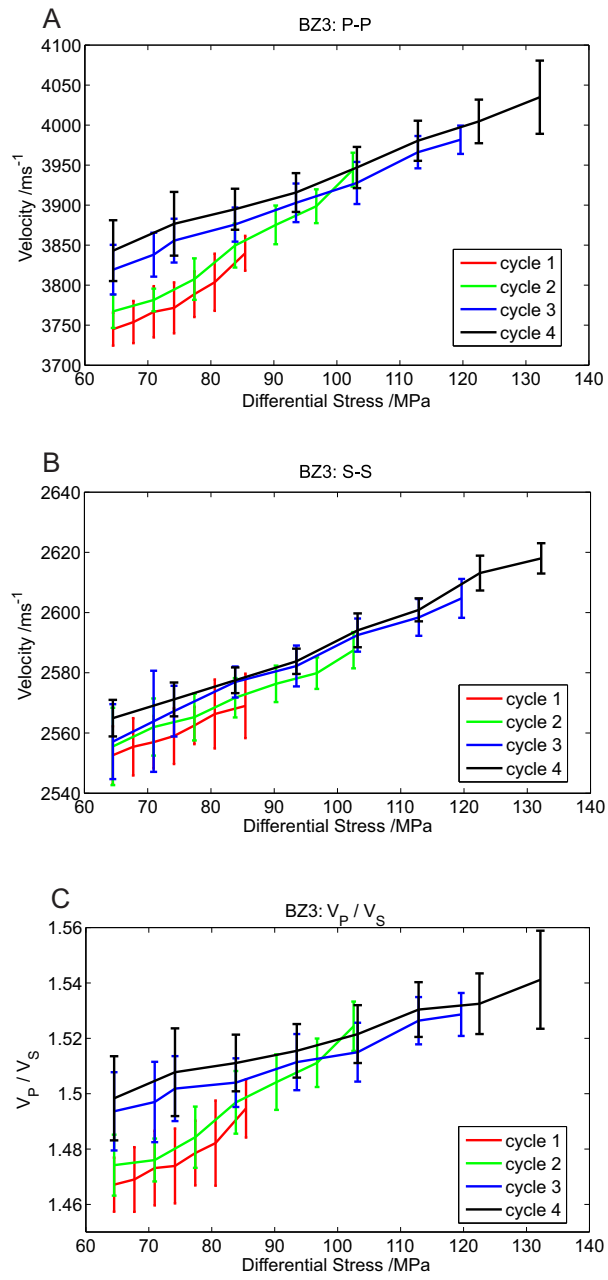 A
BZ3: P-P
4100
4050
4000
3950
3900
3850
3800
3750
3700
Velocity /ms⁻¹
cycle 1
cycle 2
cycle 3
cycle 4
60 70 80 90 100 110 120 130 140
Differential Stress /MPa
B
BZ3: S-S
2640
2620
2600
2580
2560
2540
Velocity/ms⁻¹
cycle 1
cycle 2
cycle 3
cycle 4
60 70 80 90 100 110 120 130 140
Differential Stress/MPa
C
BZ3: V_P / V_S
1.56
1.54
1.52
1.5
1.48
1.46
V_P / V_S
cycle 1
cycle 2
cycle 3
cycle 4
1.45
60 70 80 90 100 110 120 130 140
Differential Stress/MPa